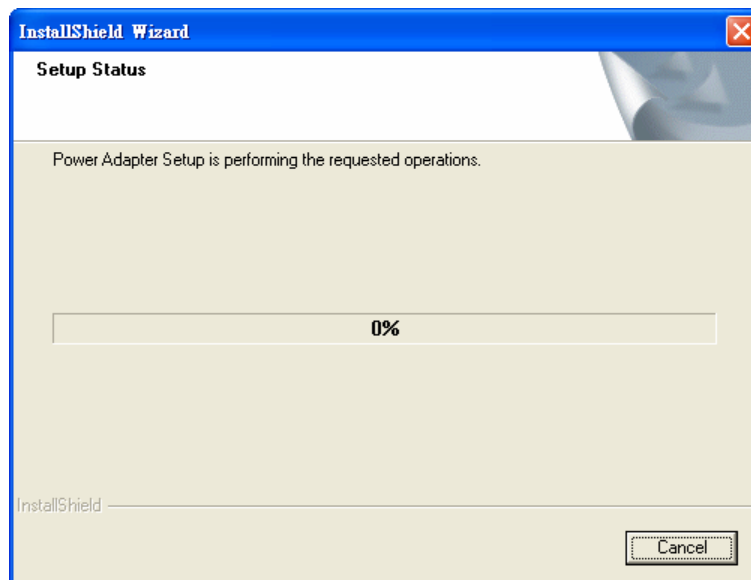 InstallShield Wizard
Setup Status
Power Adapter Setup is performing the requested operations.
0%
InstallShield
Cancel